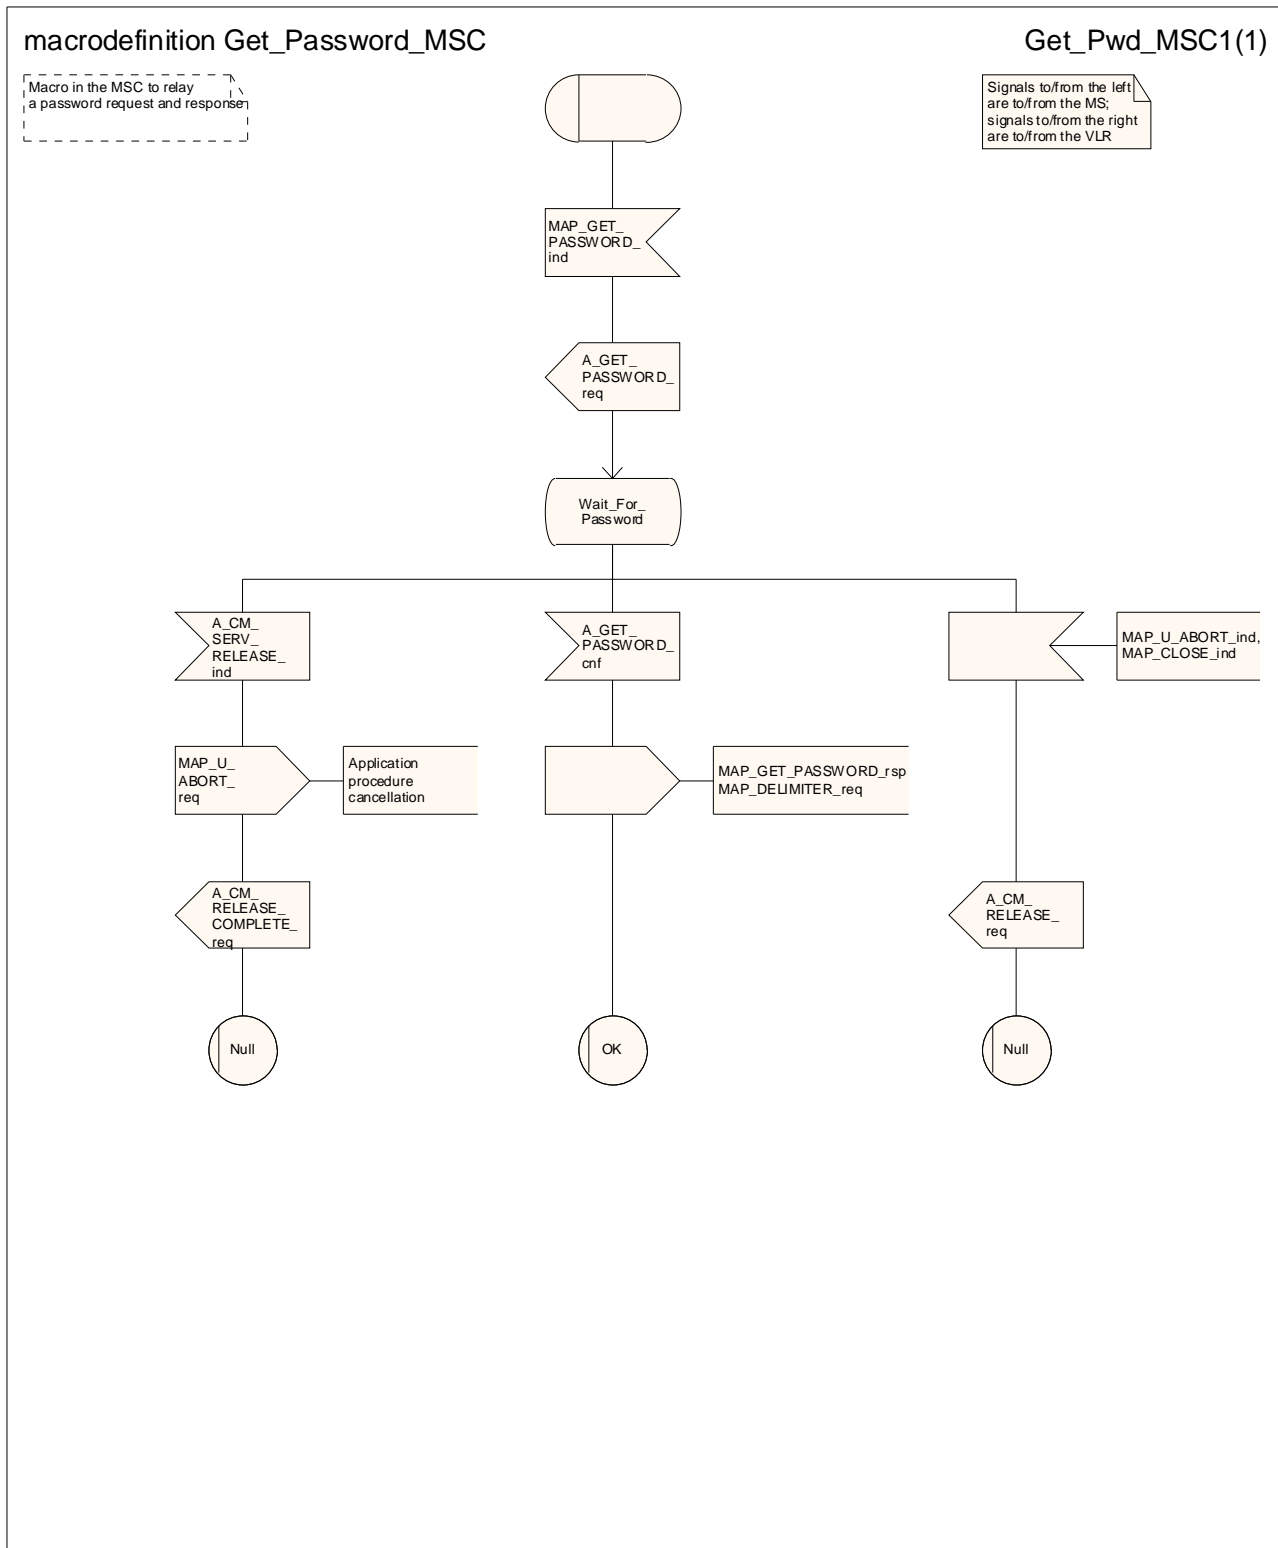 macrodefinition Get_Password_MSC
Get_Pwd_MSC1(1)
Macro in the MSC to relay
a password request and response
Signals to/from the left
are to/from the MS;
signals to/from the right
are to/from the VLR
MAP_GET_
PASSWORD_
ind
A_GET_
PASSWORD_
req
Wait_For_
Password
A_CM_
SERV_
RELEASE_
ind
A_GET_
PASSWORD_
cnf
MAP_U_ABORT_ind,
MAP_CLOSE_ind
MAP_U_
ABORT_
req
Application
procedure
cancellation
MAP_GET_PASSWORD_rsp
MAP_DELIMITER_req
A_CM_
RELEASE_
COMPLETE_
req
A_CM_
RELEASE_
req
Null
OK
Null